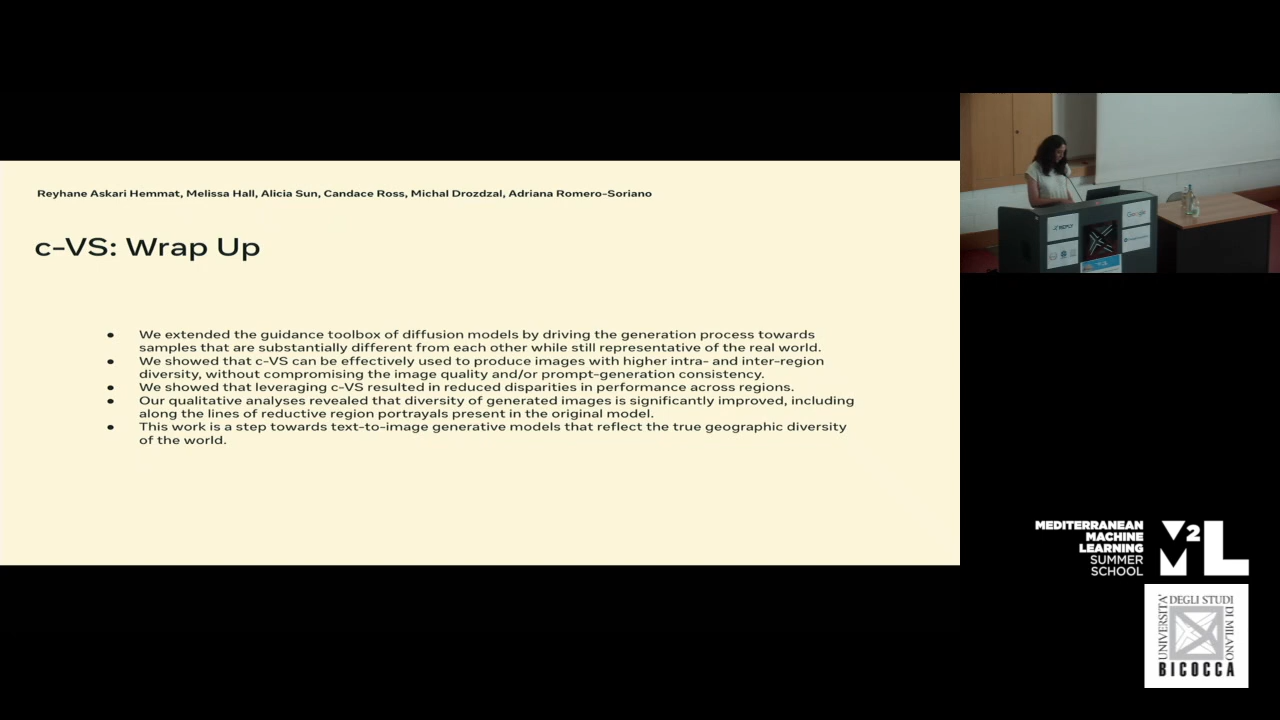 Reyhane Askari Hemmat, Melissa Hall, Alicia Sun, Candace Ross, Michal Drozdzal, Adriana Romero-Soriano
c-VS: Wrap Up
● We extended the guidance toolbox of diffusion models by driving the generation process towards
samples that are substantially different from each other while still representative of the real world.
● We showed that c-VS can be effectively used to produce images with higher intra- and inter-region
diversity, without compromising the image quality and/or prompt-generation consistency.
● We showed that leveraging c-VS resulted in reduced disparities in performance across regions.
● Our qualitative analyses revealed that diversity of generated images is significantly improved, including
along the lines of reductive region portrayals present in the original model.
● This work is a step towards text-to-image generative models that reflect the true geographic diversity
of the world.
Google
MEDITERRANEAN
MACHINE
LEARNING
SUMMER
SCHOOL
M2L
UNIVERSITA'
DEGLI STUDI
DI MILANO
BICOCCA